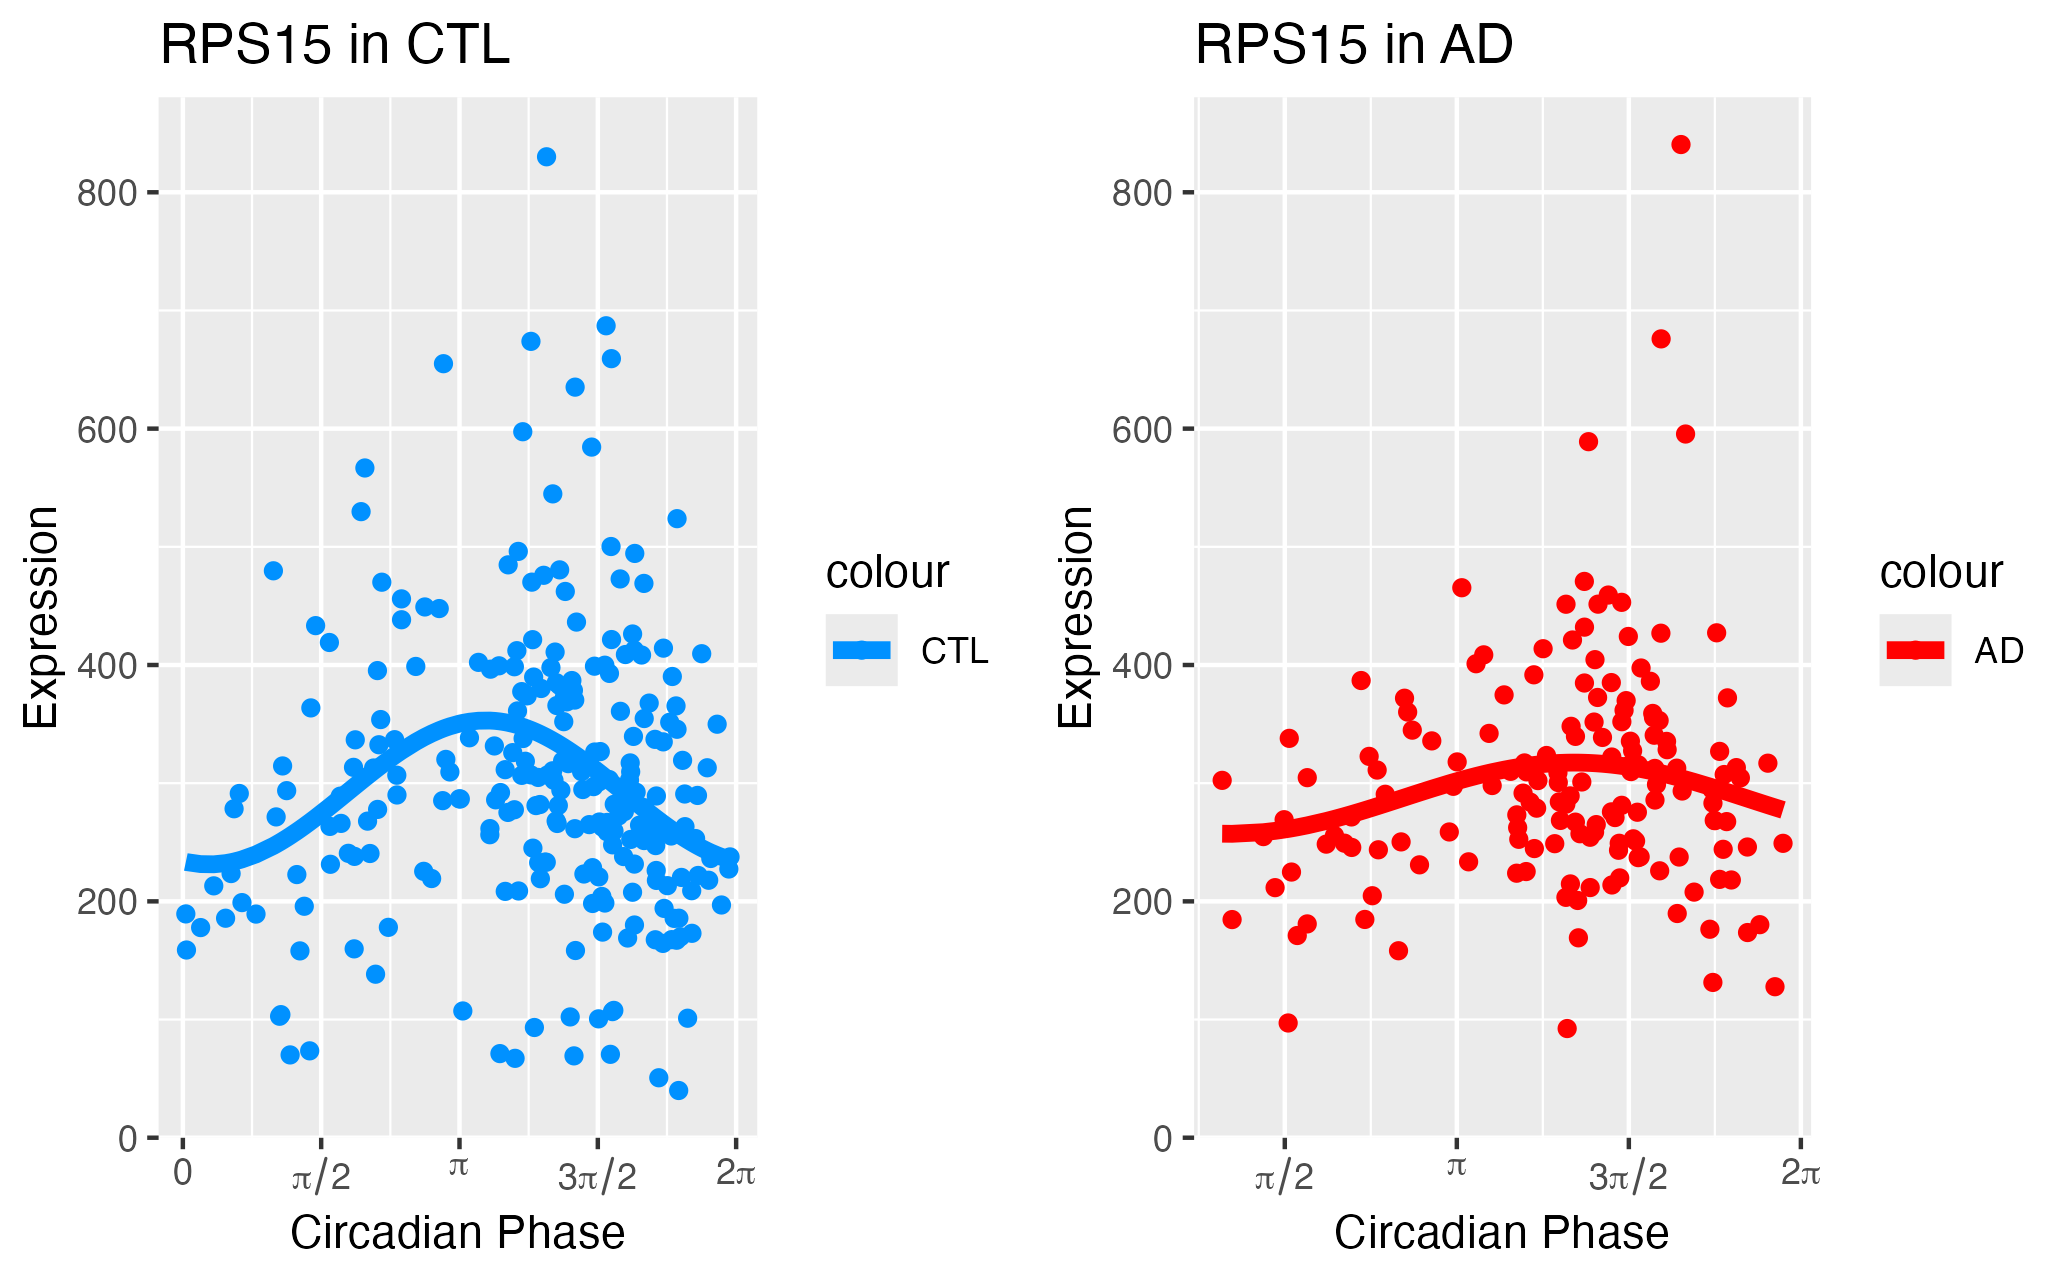 RPS15 in CTL
Expression
800
600
400
200
0
0 π/2 π 3π/2 2π
Circadian Phase
colour
CTL
RPS15 in AD
Expression
800
600
400
200
0
π/2 π 3π/2 2π
Circadian Phase
colour
AD